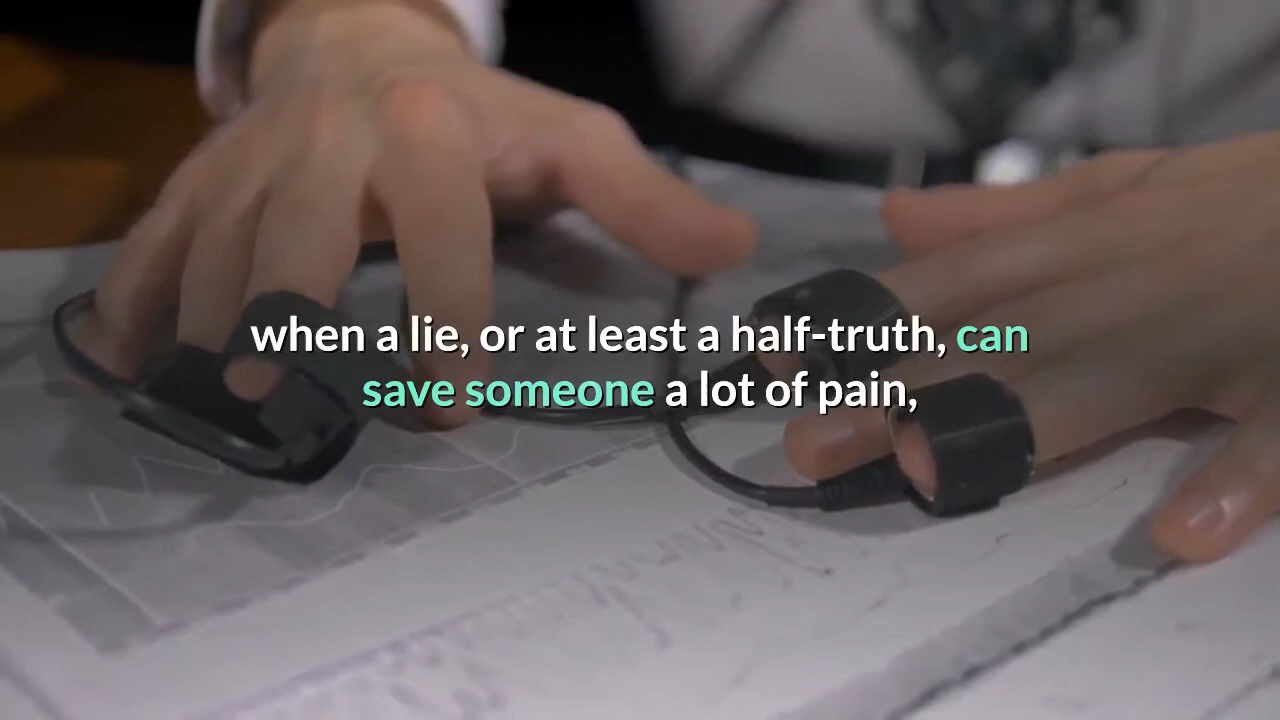 when a lie, or at least a half-truth, can
save someone a lot of pain,